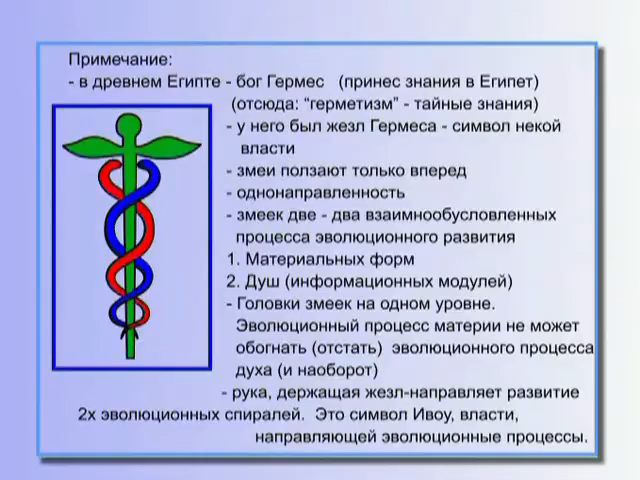 Примечание:
- в древнем Египте - бог Гермес (принес знания в Египет)
(отсюда: “герметизм” - тайные знания)
- у него был жезл Гермеса - символ некой
власти
- змеи ползают только вперед
- однонаправленность
- змеек две - два взаимнообусловленных
процесса эволюционного развития
1. Материальных форм
2. Душ (информационных модулей)
- Головки змеек на одном уровне.
Эволюционный процесс материи не может
обогнать (отстать) эволюционного процесса
духа (и наоборот)
- рука, держащая жезл-направляет развитие
2х эволюционных спиралей. Это символ Ивоу, власти,
направляющей эволюционные процессы.